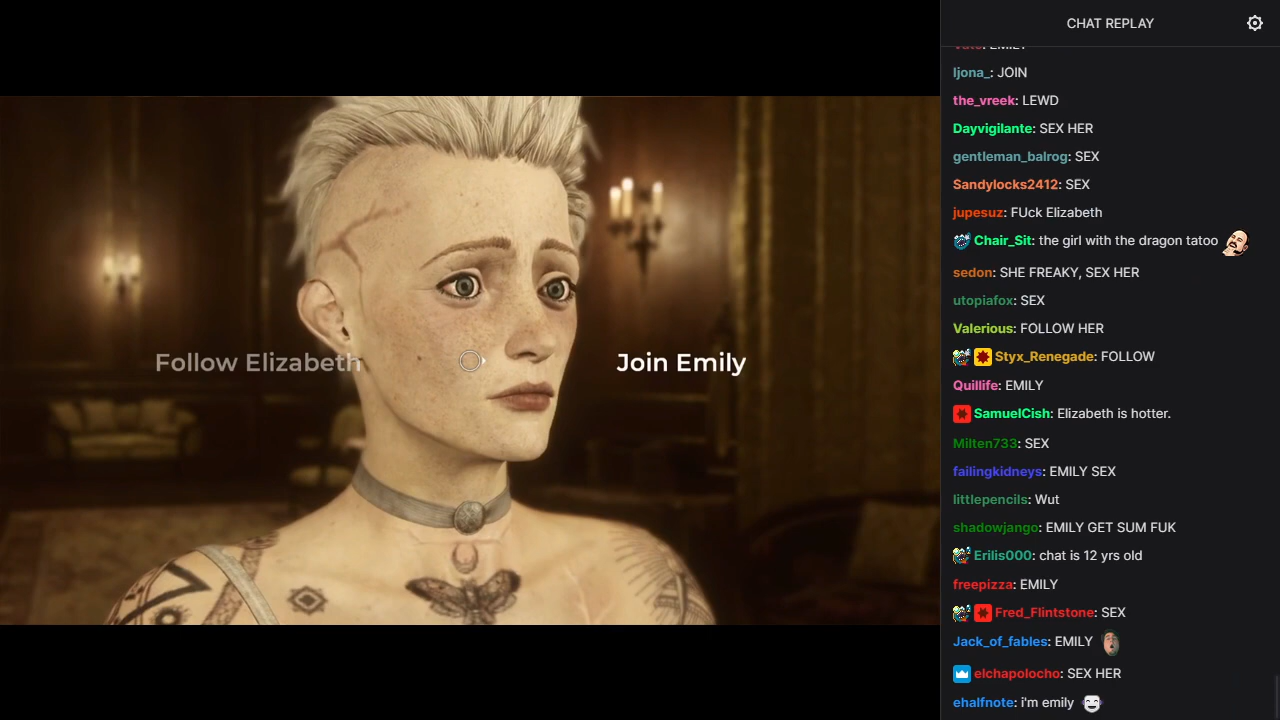 CHAT REPLAY
Follow Elizabeth
Join Emily
Vate: EMILY
ljona_: JOIN
the_vreek: LEWD
Dayvigilante: SEX HER
gentleman_balrog: SEX
Sandylocks2412: SEX
jupesuz: FUck Elizabeth
Chair_Sit: the girl with the dragon tatoo
sedon: SHE FREAKY, SEX HER
utopiafox: SEX
Valerious: FOLLOW HER
Styx_Renegade: FOLLOW
Quillife: EMILY
SamuelCish: Elizabeth is hotter.
Milten733: SEX
failingkidneys: EMILY SEX
littlepencils: Wut
shadowjango: EMILY GET SUM FUK
Erilis000: chat is 12 yrs old
freepizza: EMILY
Fred_Flintstone: SEX
Jack_of_fables: EMILY
elchapolocho: SEX HER
ehalfnote: i'm emily